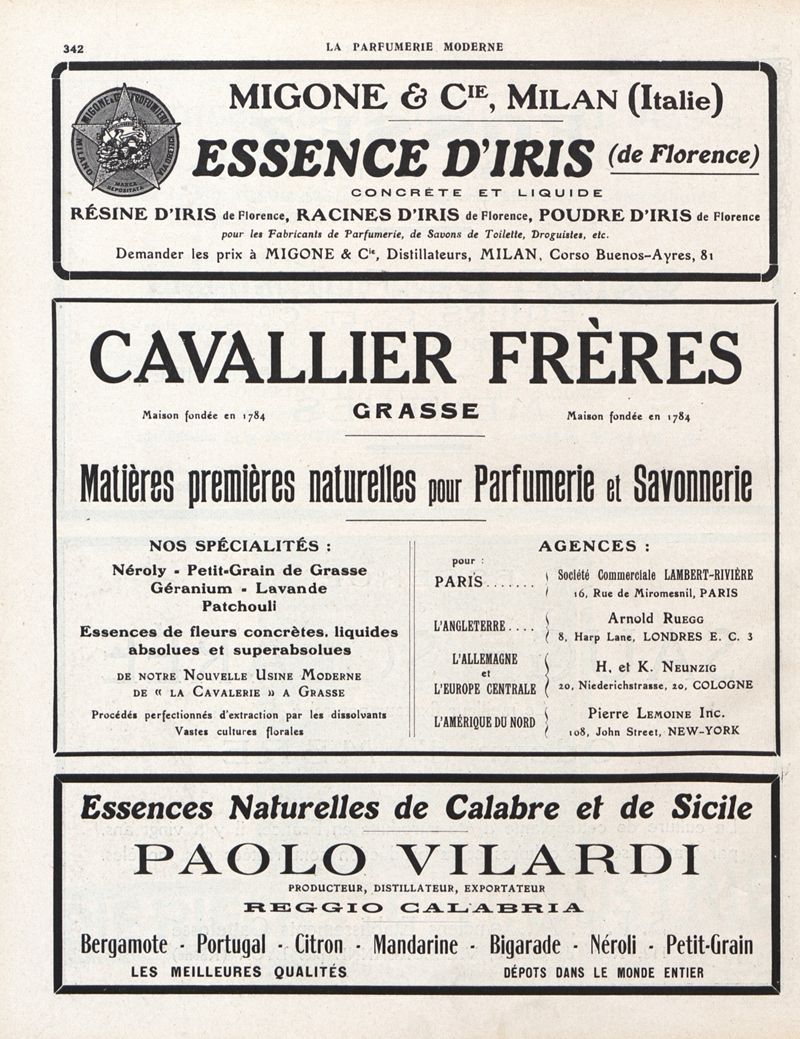 342
LA PARFUMERIE MODERNE
MIGONE & CIE, MILAN (Italie)
ESSENCE D'IRIS (de Florence)
CONCRÈTE ET LIQUIDE
RÉSINE D'IRIS de Florence, RACINES D'IRIS de Florence, POUDRE D'IRIS de Florence
pour les Fabricants de Parfumerie, de Savons de Toilette, Droguistes, etc.
Demander les prix à MIGONE & Cie, Distillateurs, MILAN, Corso Buenos-Ayres, 81
MILANO
MARCA
DEPOSITATA
CAVALLIER FRÈRES
Maison fondée en 1784
GRASSE
Maison fondée en 1784
Matières premières naturelles pour Parfumerie et Savonnerie
NOS SPÉCIALITÉS :
Néroly - Petit-Grain de Grasse
Géranium - Lavande
Patchouli
Essences de fleurs concrètes, liquides
absolues et superabsolues
DE NOTRE NOUVELLE USINE MODERNE
DE « LA CAVALERIE » A GRASSE
Procédés perfectionnés d'extraction par les dissolvants
Vastes cultures florales
AGENCES :
pour :
PARIS....... Société Commerciale LAMBERT-RIVIÈRE
16, Rue de Miromesnil, PARIS
L'ANGLETERRE.... Arnold RUEGG
8, Harp Lane, LONDRES E. C. 3
L'ALLEMAGNE
et
L'EUROPE CENTRALE
H. et K. NEUNZIG
20, Niederichstrasse, 20, COLOGNE
L'AMÉRIQUE DU NORD
Pierre LEMOINE Inc.
108, John Street, NEW-YORK
Essences Naturelles de Calabre et de Sicile
PAOLO VILARDI
PRODUCTEUR, DISTILLATEUR, EXPORTATEUR
REGGIO CALABRIA
Bergamote - Portugal - Citron - Mandarine - Bigarade - Néroli - Petit-Grain
LES MEILLEURES QUALITÉS
DÉPOTS DANS LE MONDE ENTIER